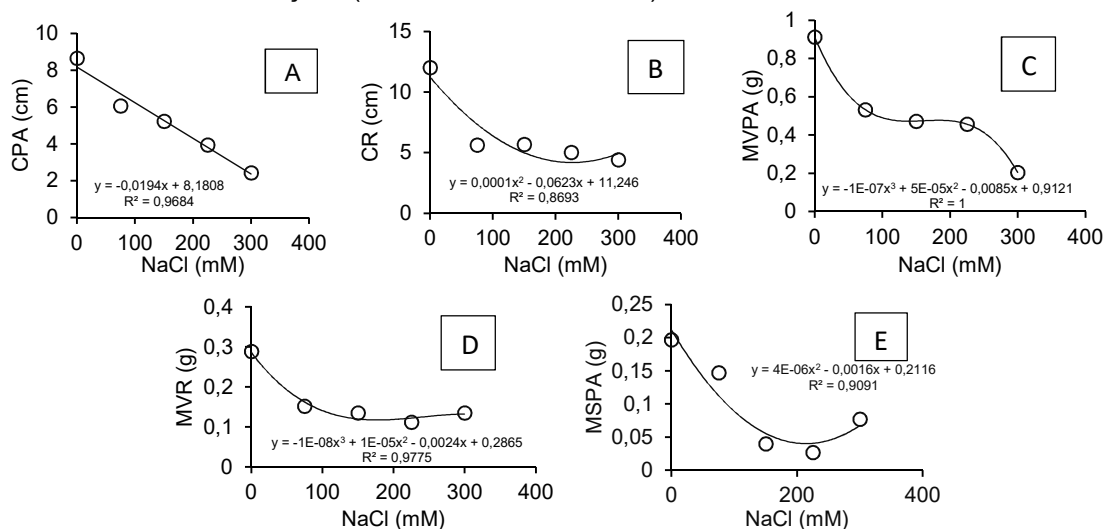 CPA (cm)
10
8
6
4
2
0
y = -0,0194x + 8,1808
R² = 0,9684
A
0 100 200 300 400
NaCl (mM)
CR (cm)
15
10
5
0
y = 0,0001x² - 0,0623x + 11,246
R² = 0,8693
B
0 100 200 300 400
NaCl (mM)
MVPA (g)
1
0,8
0,6
0,4
0,2
0
y = -1E-07x³ + 5E-05x² - 0,0085x + 0,9121
R² = 1
C
0 100 200 300 400
NaCl (mM)
MVR (g)
0,4
0,3
0,2
0,1
0
y = -1E-08x³ + 1E-05x² - 0,0024x + 0,2865
R² = 0,9775
D
0 100 200 300 400
NaCl (mM)
MSPA (g)
0,25
0,2
0,15
0,1
0,05
0
E
y = 4E-06x² - 0,0016x + 0,2116
R² = 0,9091
0 200 400
NaCl (mM)